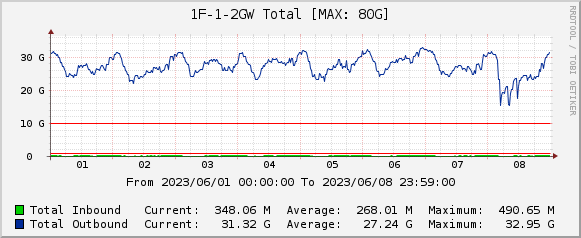 1F-1-2GW Total [MAX: 80G]
RRDTOOL / TOBI OETIKER
30 G
20 G
10 G
0
01 02 03 04 05 06 07 08
From 2023/06/01 00:00:00 To 2023/06/08 23:59:00
Total Inbound Current: 348.06 M Average: 268.01 M Maximum: 490.65 M
Total Outbound Current: 31.32 G Average: 27.24 G Maximum: 32.95 G